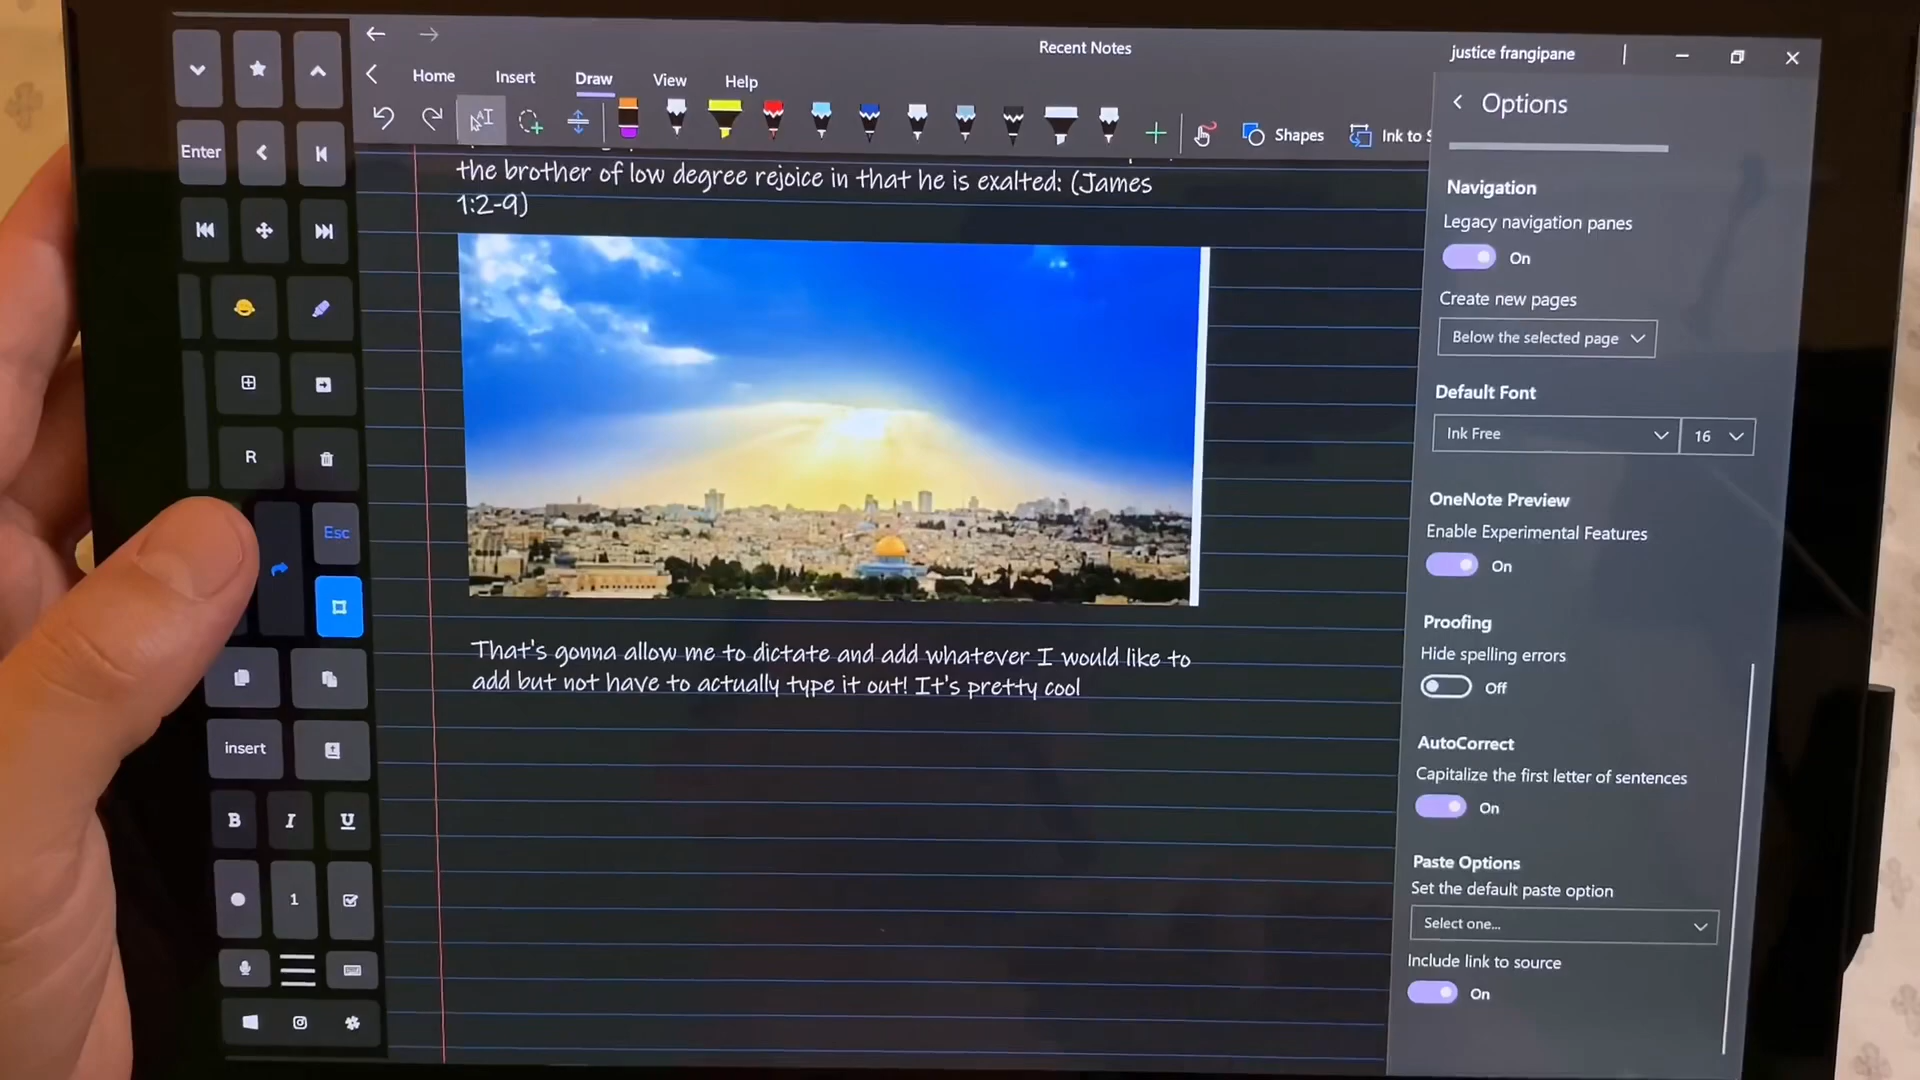 Recent Notes
justice frangipane
Home Insert Draw View Help
Shapes
Ink to S
Options
Enter
R
Esc
insert
B I U
1
the brother of low degree rejoice in that he is exalted: (James
1:2-9)
That's gonna allow me to dictate and add whatever I would like to
add but not have to actually type it out! It's pretty cool
Navigation
Legacy navigation panes
On
Create new pages
Below the selected page
Default Font
Ink Free 16
OneNote Preview
Enable Experimental Features
On
Proofing
Hide spelling errors
Off
AutoCorrect
Capitalize the first letter of sentences
On
Paste Options
Set the default paste option
Select one...
Include link to source
On